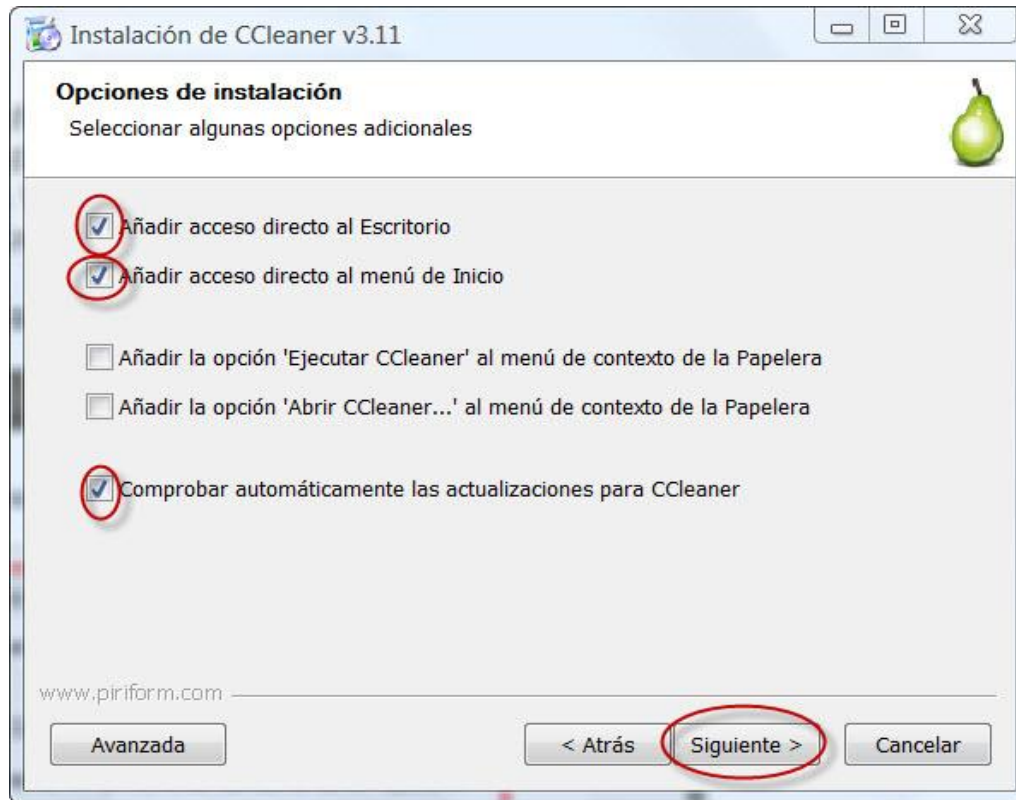 Instalación de CCleaner v3.11
Opciones de instalación
Seleccionar algunas opciones adicionales
Añadir acceso directo al Escritorio
Añadir acceso directo al menú de Inicio
Añadir la opción 'Ejecutar CCleaner' al menú de contexto de la Papelera
Añadir la opción 'Abrir CCleaner...' al menú de contexto de la Papelera
Comprobar automáticamente las actualizaciones para CCleaner
www.piriform.com
Avanzada
< Atrás
Siguiente >
Cancelar